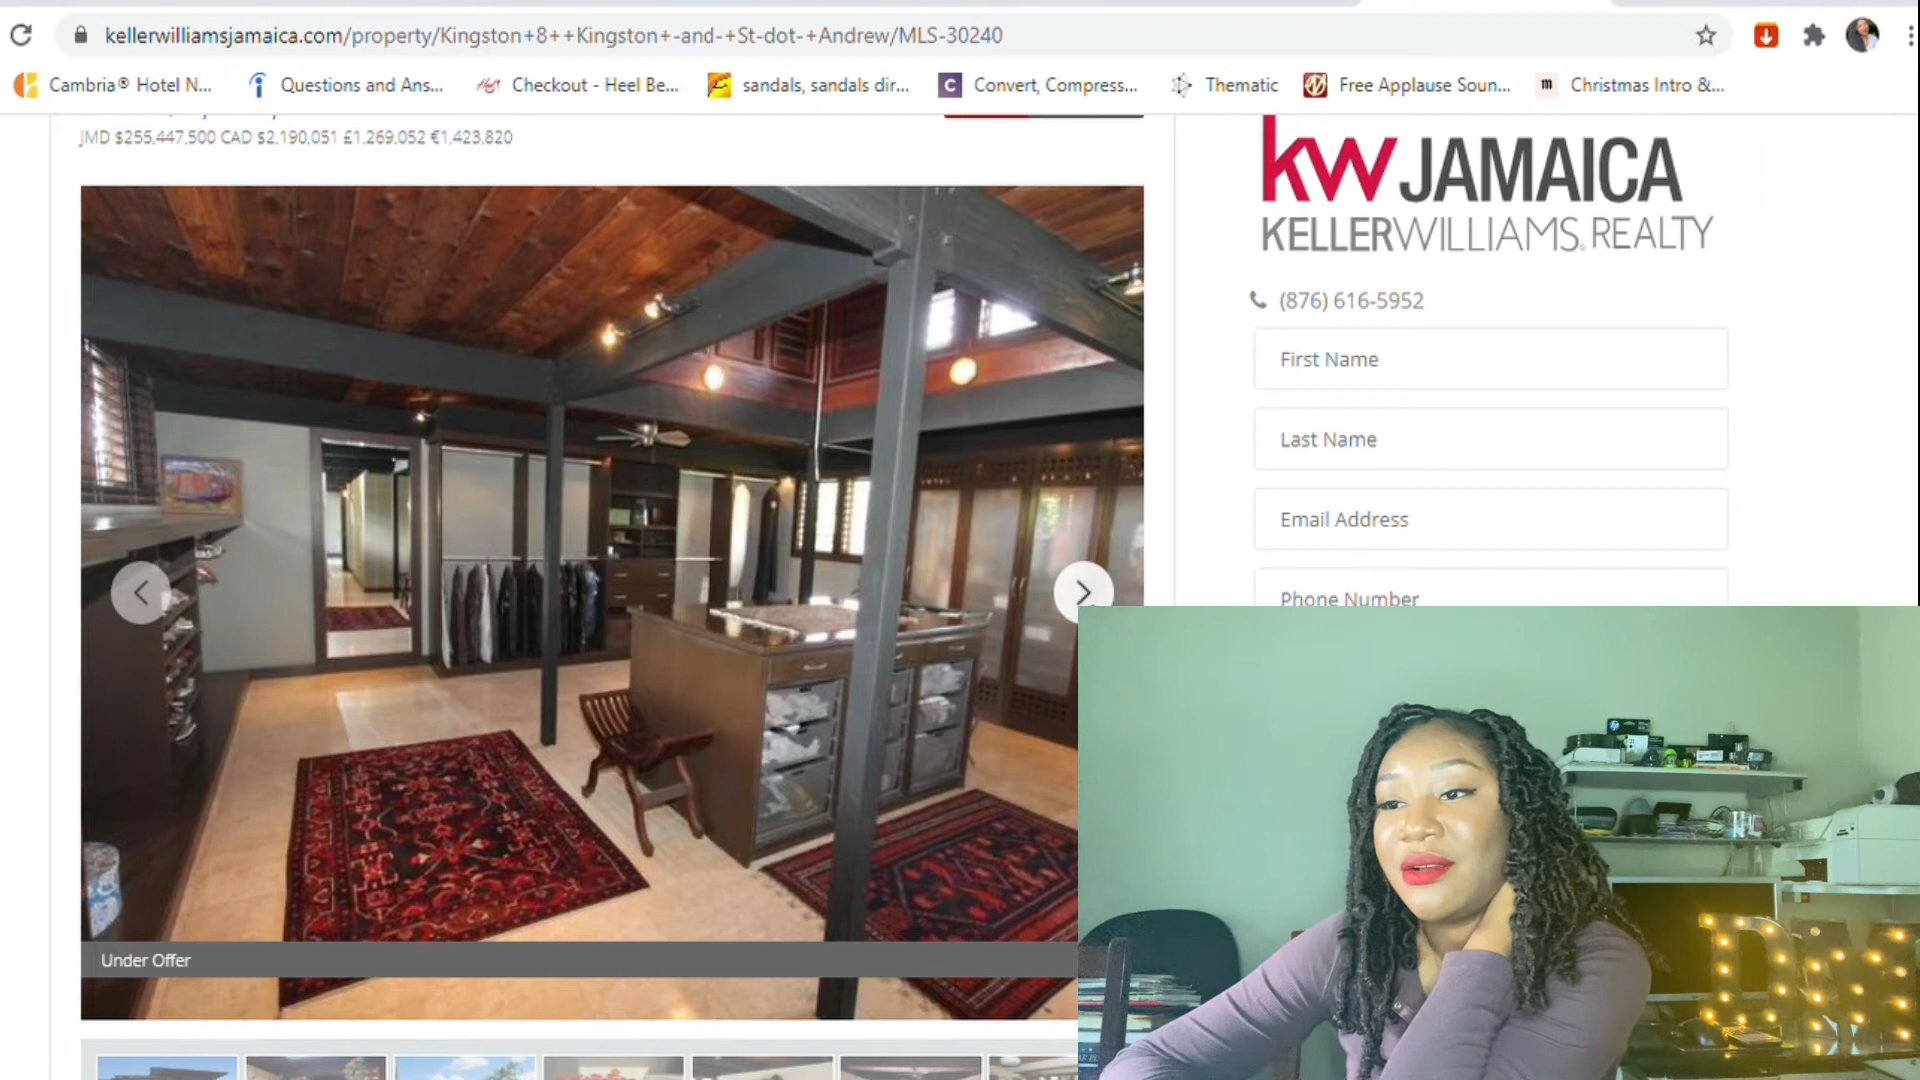 kellerwilliamsjamaica.com/property/Kingston+8++Kingston+-and-+St-dot-+Andrew/MLS-30240
Cambria® Hotel N...
Questions and Ans...
Checkout - Heel Be...
sandals, sandals dir...
C
Convert, Compress...
Thematic
Free Applause Soun...
m
Christmas Intro &...
JMD $255,447,500 CAD $2,190,051 £1,269,052 €1,423,820
kw JAMAICA
KELLERWILLIAMS. REALTY
(876) 616-5952
First Name
Last Name
Email Address
Phone Number
Under Offer
hp
DM